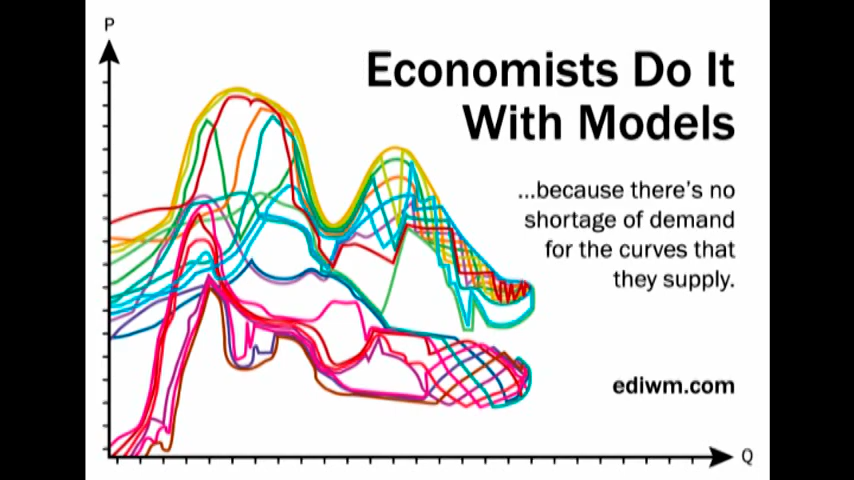 P
Economists Do It
With Models
...because there's no
shortage of demand
for the curves that
they supply.
ediwm.com
Q